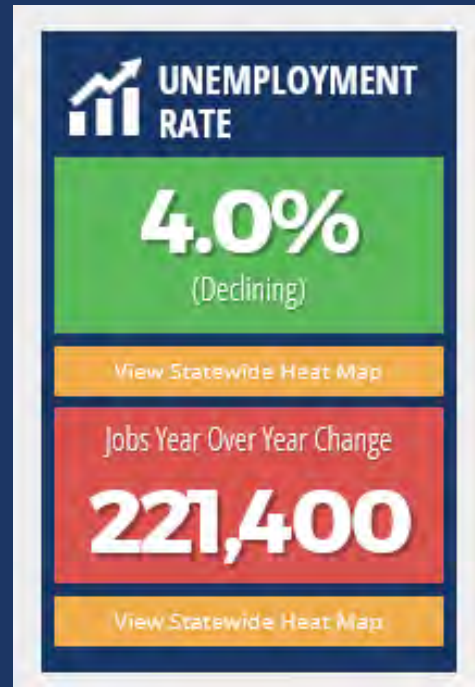 UNEMPLOYMENT
RATE
4.0%
(Declining)
View Statewide Heat Map
Jobs Year Over Year Change
221,400
View Statewide Heat Map